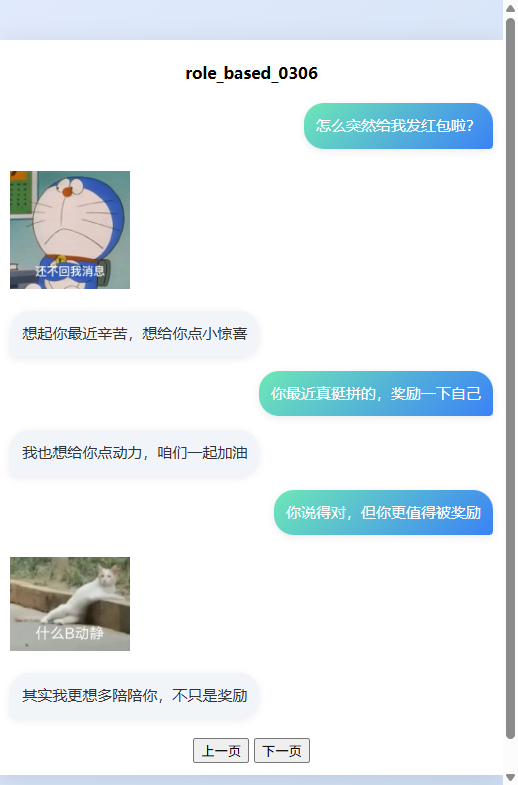 role_based_0306
怎么突然给我发红包啦？
还不回我消息
想起你最近辛苦，想给你点小惊喜
你最近真挺拼的，奖励一下自己
我也想给你点动力，咱们一起加油
你说得对，但你更值得被奖励
什么B动静
其实我更想多陪陪你，不只是奖励
上一页 下一页